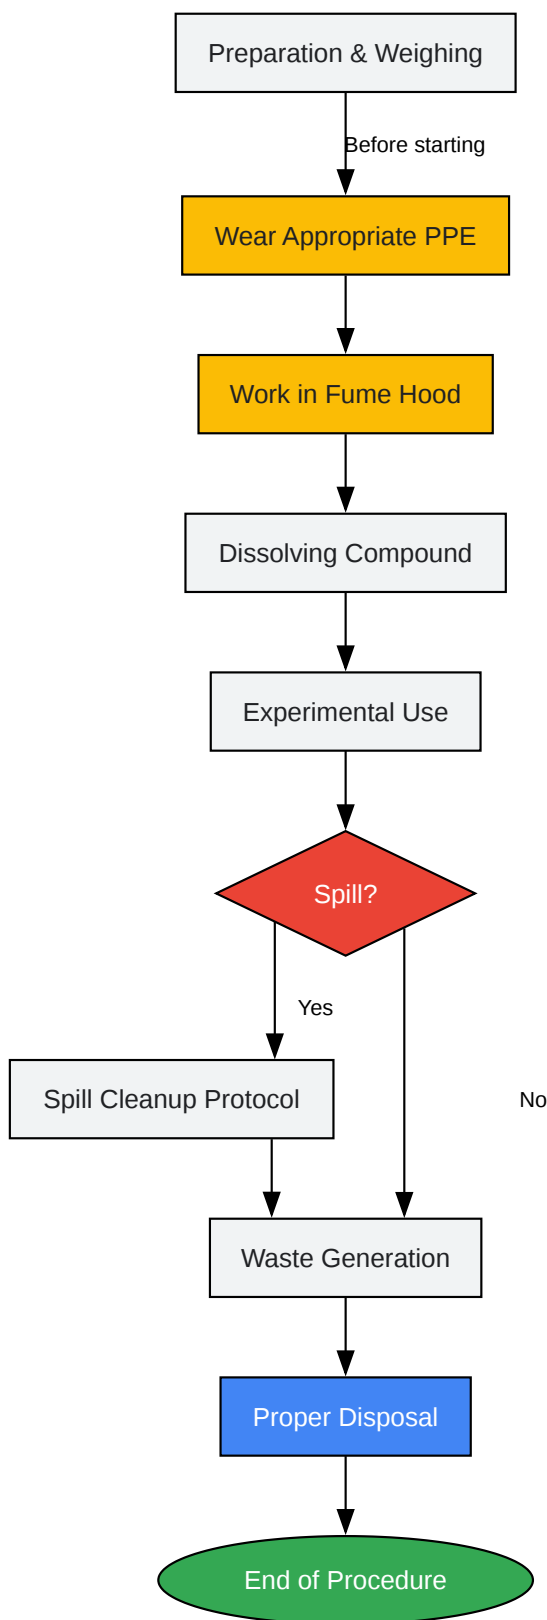 Preparation & Weighing
Before starting
Wear Appropriate PPE
Work in Fume Hood
Dissolving Compound
Experimental Use
Spill?
Yes
Spill Cleanup Protocol
No
Waste Generation
Proper Disposal
End of Procedure